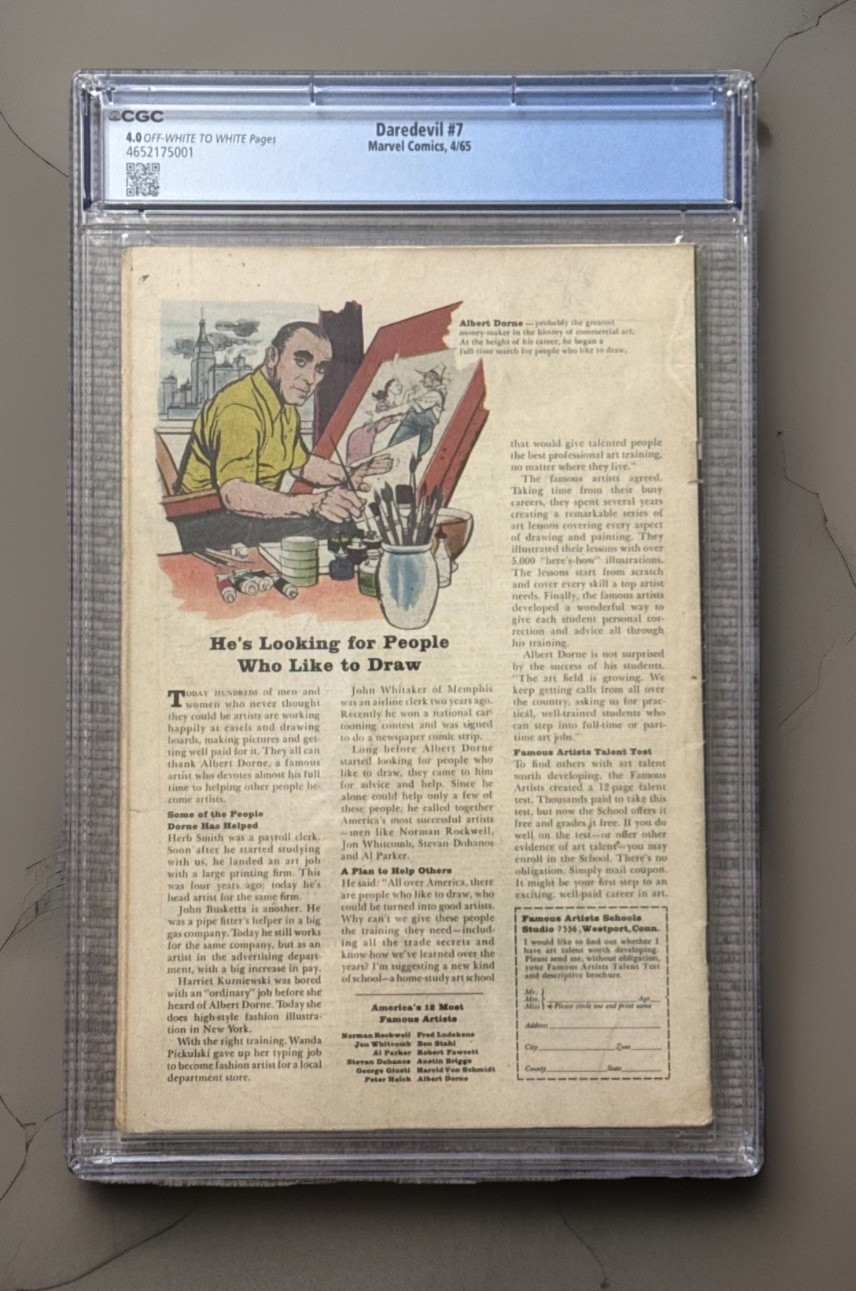 CGC
4.0 OFF-WHITE TO WHITE Pages
4652175001
Daredevil #7
Marvel Comics, 4/65
Albert Dorne — probably the greatest
money-maker in the history of commercial art.
At the height of his career, he began a
full-time search for people who like to draw.
He's Looking for People
Who Like to Draw
TODAY HUNDREDS of men and
women who never thought
they could be artists are working
happily at easels and drawing
boards, making pictures and get-
ting well paid for it. They all can
thank Albert Dorne, a famous
artist who devotes almost his full
time to helping other people be-
come artists.
Some of the People
Dorne Has Helped
Herb Smith was a payroll clerk.
Soon after he started studying
with us, he landed an art job
with a large printing firm. This
was four years ago; today he's
head artist for the same firm.
John Busketta is another. He
was a pipe fitter's helper in a big
gas company. Today he still works
for the same company, but as an
artist in the advertising depart-
ment, with a big increase in pay.
Harriet Kuzniewski was bored
with an "ordinary" job before she
heard of Albert Dorne. Today she
does high-style fashion illustra-
tion in New York.
With the right training, Wanda
Pickulski gave up her typing job
to become fashion artist for a local
department store.
John Whitaker of Memphis
was an airline clerk two years ago.
Recently he won a national car-
tooning contest and was signed
to do a newspaper comic strip.
Long before Albert Dorne
started looking for people who
like to draw, they came to him
for advice and help. Since he
alone could help only a few of
these people, he called together
America's most successful artists
—men like Norman Rockwell,
Jon Whitcomb, Stevan Dohanos
and Al Parker.
A Plan to Help Others
He said: "All over America, there
are people who like to draw, who
could be turned into good artists.
Why can't we give these people
the training they need—includ-
ing all the trade secrets and
know-how we've learned over the
years? I'm suggesting a new kind
of school—a home-study art school
America's 12 Most
Famous Artists
Norman Rockwell Fred Ludekens
Jon Whitcomb Ben Stahl
Al Parker Robert Fawcett
Stevan Dohanos Austin Briggs
George Giusti Harold Von Schmidt
Peter Helck Albert Dorne
that would give talented people
the best professional art training,
no matter where they live."
The famous artists agreed.
Taking time from their busy
careers, they spent several years
creating a remarkable series of
art lessons covering every aspect
of drawing and painting. They
illustrated their lessons with over
5,000 "here's-how" illustrations.
The lessons start from scratch
and cover every skill a top artist
needs. Finally, the famous artists
developed a wonderful way to
give each student personal cor-
rection and advice all through
his training.
Albert Dorne is not surprised
by the success of his students.
"The art field is growing. We
keep getting calls from all over
the country, asking us for prac-
tical, well-trained students who
can step into full-time or part-
time art jobs."
Famous Artists Talent Test
To find others with art talent
worth developing, the Famous
Artists created a 12-page talent
test. Thousands paid to take this
test, but now the School offers it
free and grades it free. If you do
well on the test—or offer other
evidence of art talent—you may
enroll in the School. There's no
obligation. Simply mail coupon.
It might be your first step to an
exciting, well-paid career in art.
Famous Artists Schools
Studio 7556, Westport, Conn.
I would like to find out whether I
have art talent worth developing.
Please send me, without obligation,
your Famous Artists Talent Test
and descriptive brochure.
Mr.
Mrs. Age
Miss Please circle one and print name
Address
City Zone
County State